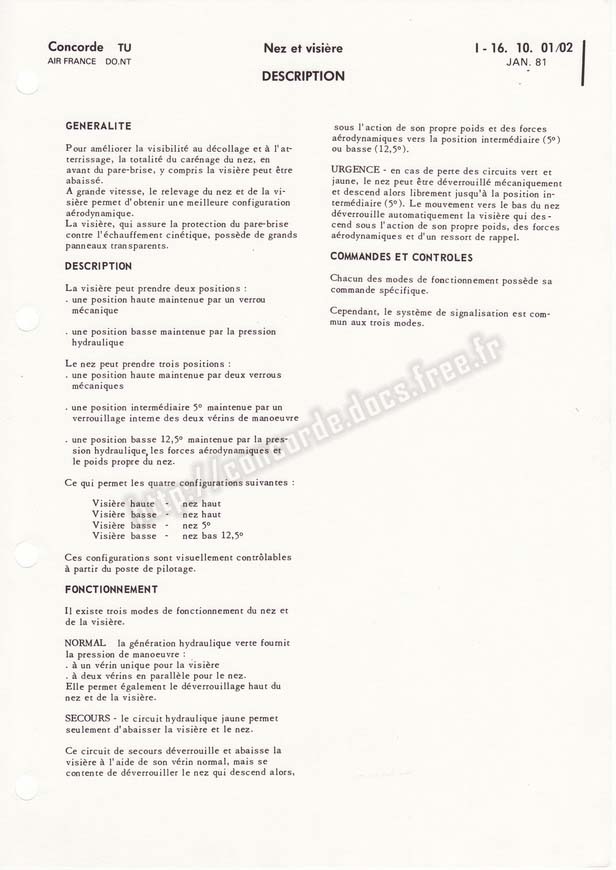 Concorde TU
AIR FRANCE DO.NT
Nez et visière
DESCRIPTION
I - 16. 10. 01/02
JAN. 81
GENERALITE
Pour améliorer la visibilité au décollage et à l'at-
terrissage, la totalité du carénage du nez, en
avant du pare-brise, y compris la visière peut être
abaissé.
A grande vitesse, le relevage du nez et de la vi-
sière permet d'obtenir une meilleure configuration
aérodynamique.
La visière, qui assure la protection du pare-brise
contre l'échauffement cinétique, possède de grands
panneaux transparents.
DESCRIPTION
La visière peut prendre deux positions :
. une position haute maintenue par un verrou
mécanique
. une position basse maintenue par la pression
hydraulique
Le nez peut prendre trois positions :
. une position haute maintenue par deux verrous
mécaniques
. une position intermédiaire 5° maintenue par un
verrouillage interne des deux vérins de manoeuvre
. une position basse 12,5° maintenue par la pres-
sion hydraulique, les forces aérodynamiques et
le poids propre du nez.
Ce qui permet les quatre configurations suivantes :
Visière haute - nez haut
Visière basse - nez haut
Visière basse - nez 5°
Visière basse - nez bas 12,5°
Ces configurations sont visuellement contrôlables
à partir du poste de pilotage.
FONCTIONNEMENT
Il existe trois modes de fonctionnement du nez et
de la visière.
NORMAL la génération hydraulique verte fournit
la pression de manoeuvre :
. à un vérin unique pour la visière
. à deux vérins en parallèle pour le nez.
Elle permet également le déverrouillage haut du
nez et de la visière.
SECOURS - le circuit hydraulique jaune permet
seulement d'abaisser la visière et le nez.
Ce circuit de secours déverrouille et abaisse la
visière à l'aide de son vérin normal, mais se
contente de déverrouiller le nez qui descend alors,
sous l'action de son propre poids et des forces
aérodynamiques vers la position intermédiaire (5°)
ou basse (12,5°).
URGENCE - en cas de perte des circuits vert et
jaune, le nez peut être déverrouillé mécaniquement
et descend alors librement jusqu'à la position in-
termédiaire (5°). Le mouvement vers le bas du nez
déverrouille automatiquement la visière qui des-
cend sous l'action de son propre poids, des forces
aérodynamiques et d'un ressort de rappel.
COMMANDES ET CONTROLES
Chacun des modes de fonctionnement possède sa
commande spécifique.
Cependant, le système de signalisation est com-
mun aux trois modes.
http://concorde.docs.free.fr